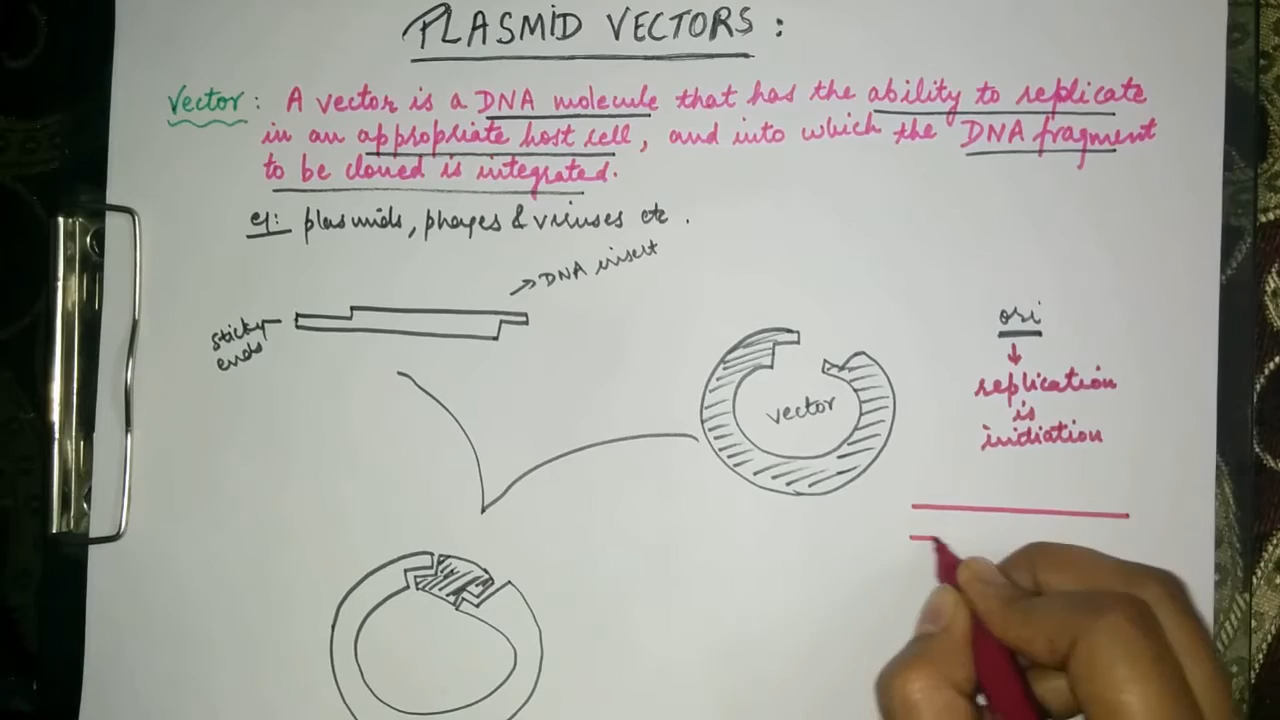 PLASMID VECTORS :
Vector : A vector is a DNA molecule that has the ability to replicate
in an appropriate host cell, and into which the DNA fragment
to be cloned is integrated.
eg: plasmids, phages & viruses etc .
DNA insert
sticky
ends
vector
ori
replication
is
initiation